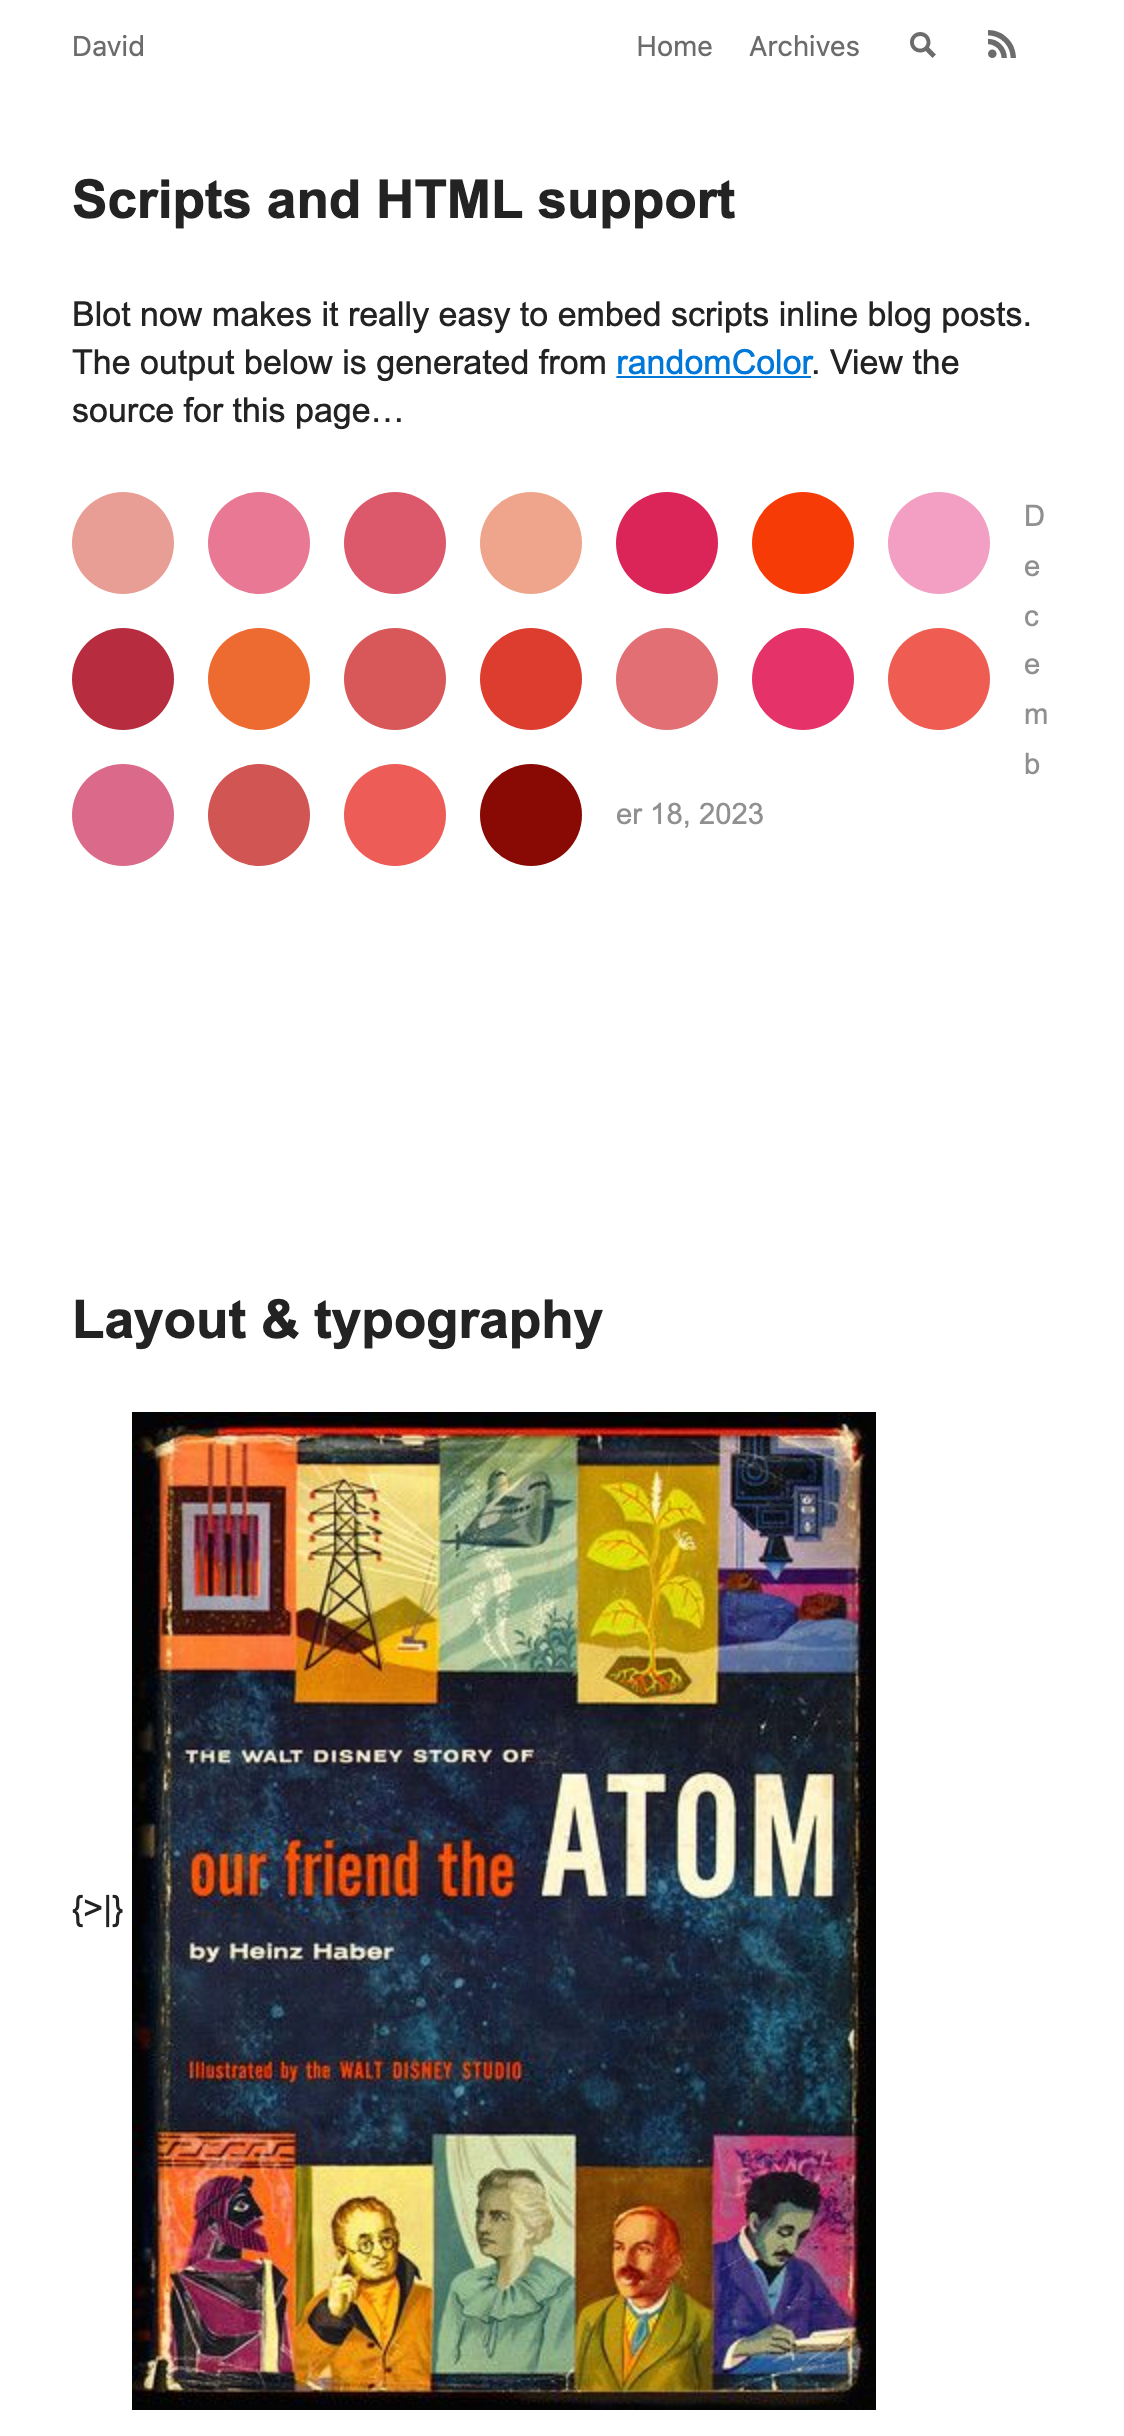 David
Home Archives
Scripts and HTML support
Blot now makes it really easy to embed scripts inline blog posts.
The output below is generated from randomColor. View the
source for this page…
D
e
c
e
m
b
er 18, 2023
Layout & typography
THE WALT DISNEY STORY OF
our friend the ATOM
{>|}
by Heinz Haber
Illustrated by the WALT DISNEY STUDIO